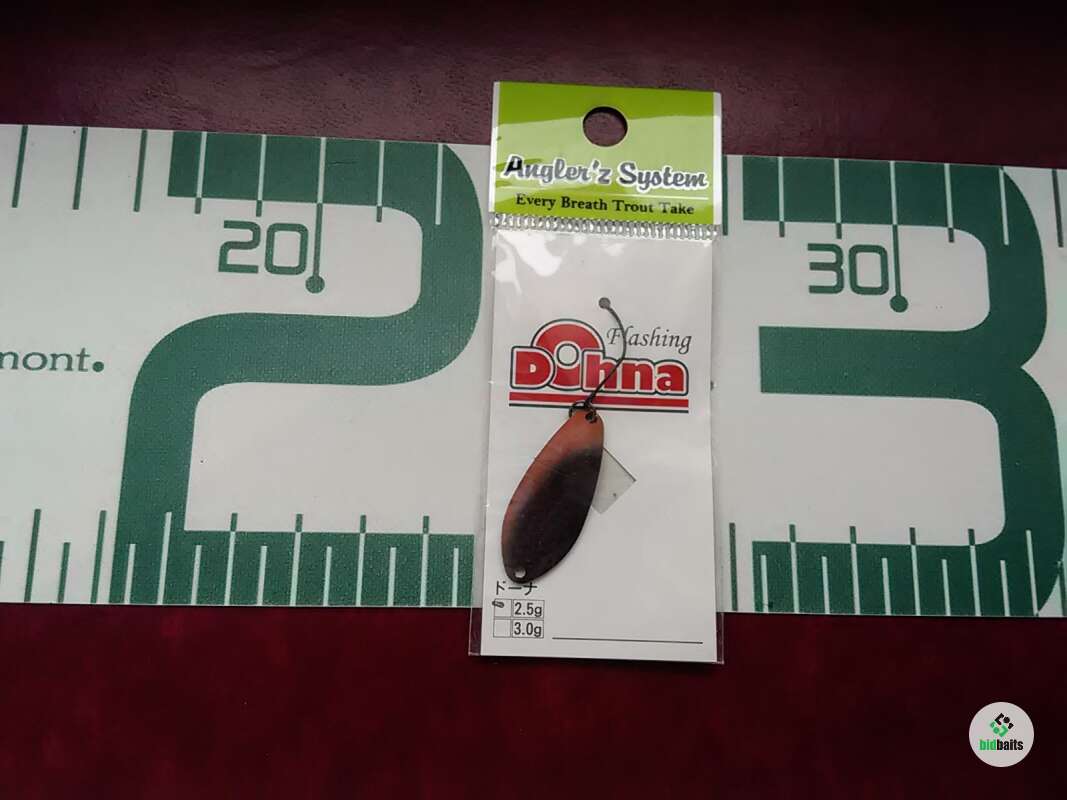 Angler'z System
Every Breath Trout Take
20
30
mont.
Flashing
Dohna
ドーナ
2.5g
3.0g
2
3
bidbaits